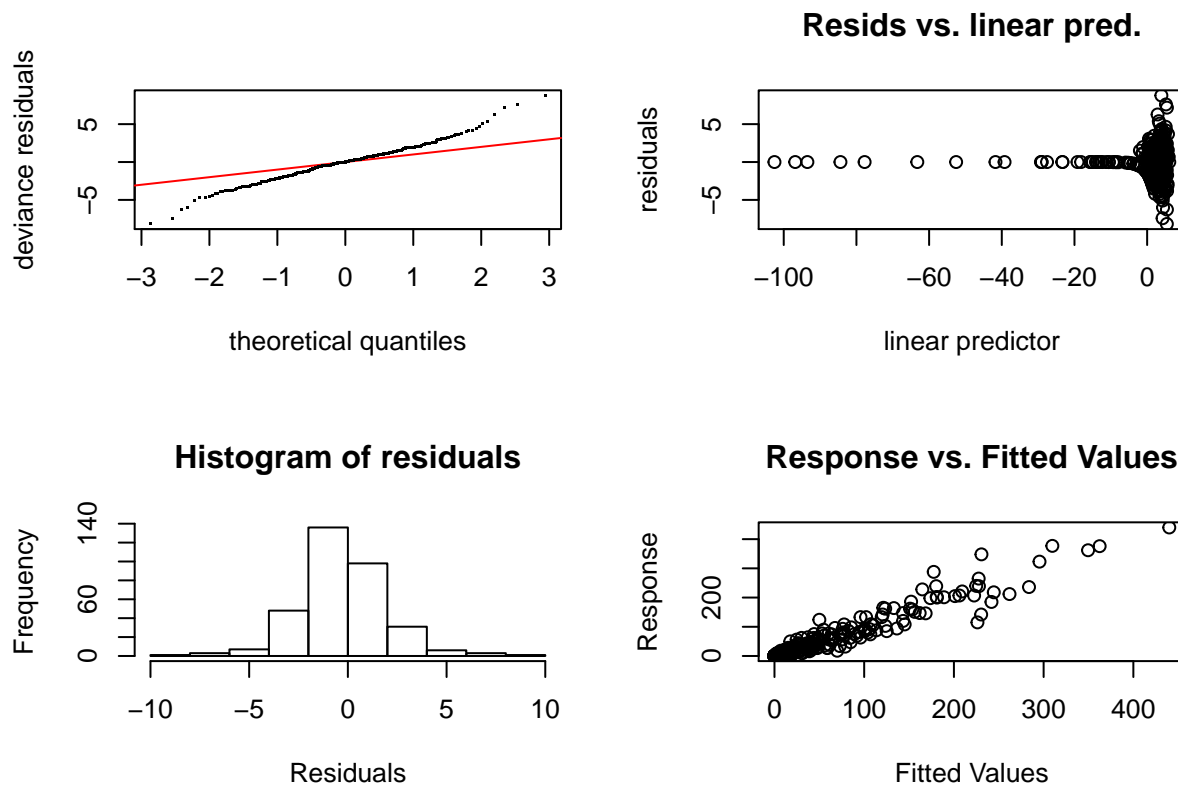 deviance residuals
5
−5
−3 −2 −1 0 1 2 3
theoretical quantiles
Resids vs. linear pred.
residuals
5
−5
−100 −60 −40 −20 0
linear predictor
Histogram of residuals
Frequency
140
60
0
−10 −5 0 5 10
Residuals
Response vs. Fitted Values
Response
200
0
0 100 200 300 400
Fitted Values